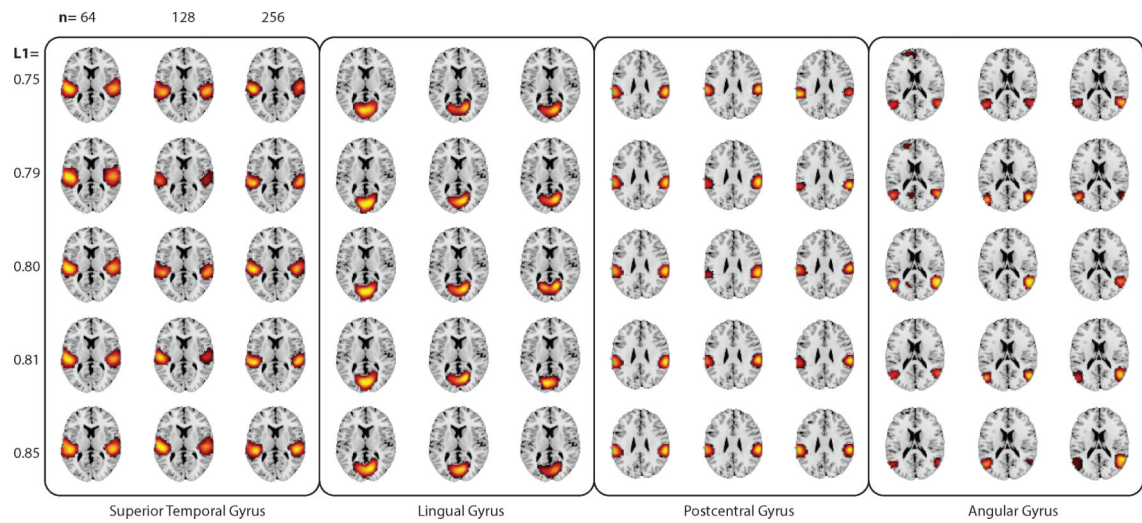 n= 64 128 256
L1=
0.75
0.79
0.80
0.81
0.85
Superior Temporal Gyrus Lingual Gyrus Postcentral Gyrus Angular Gyrus